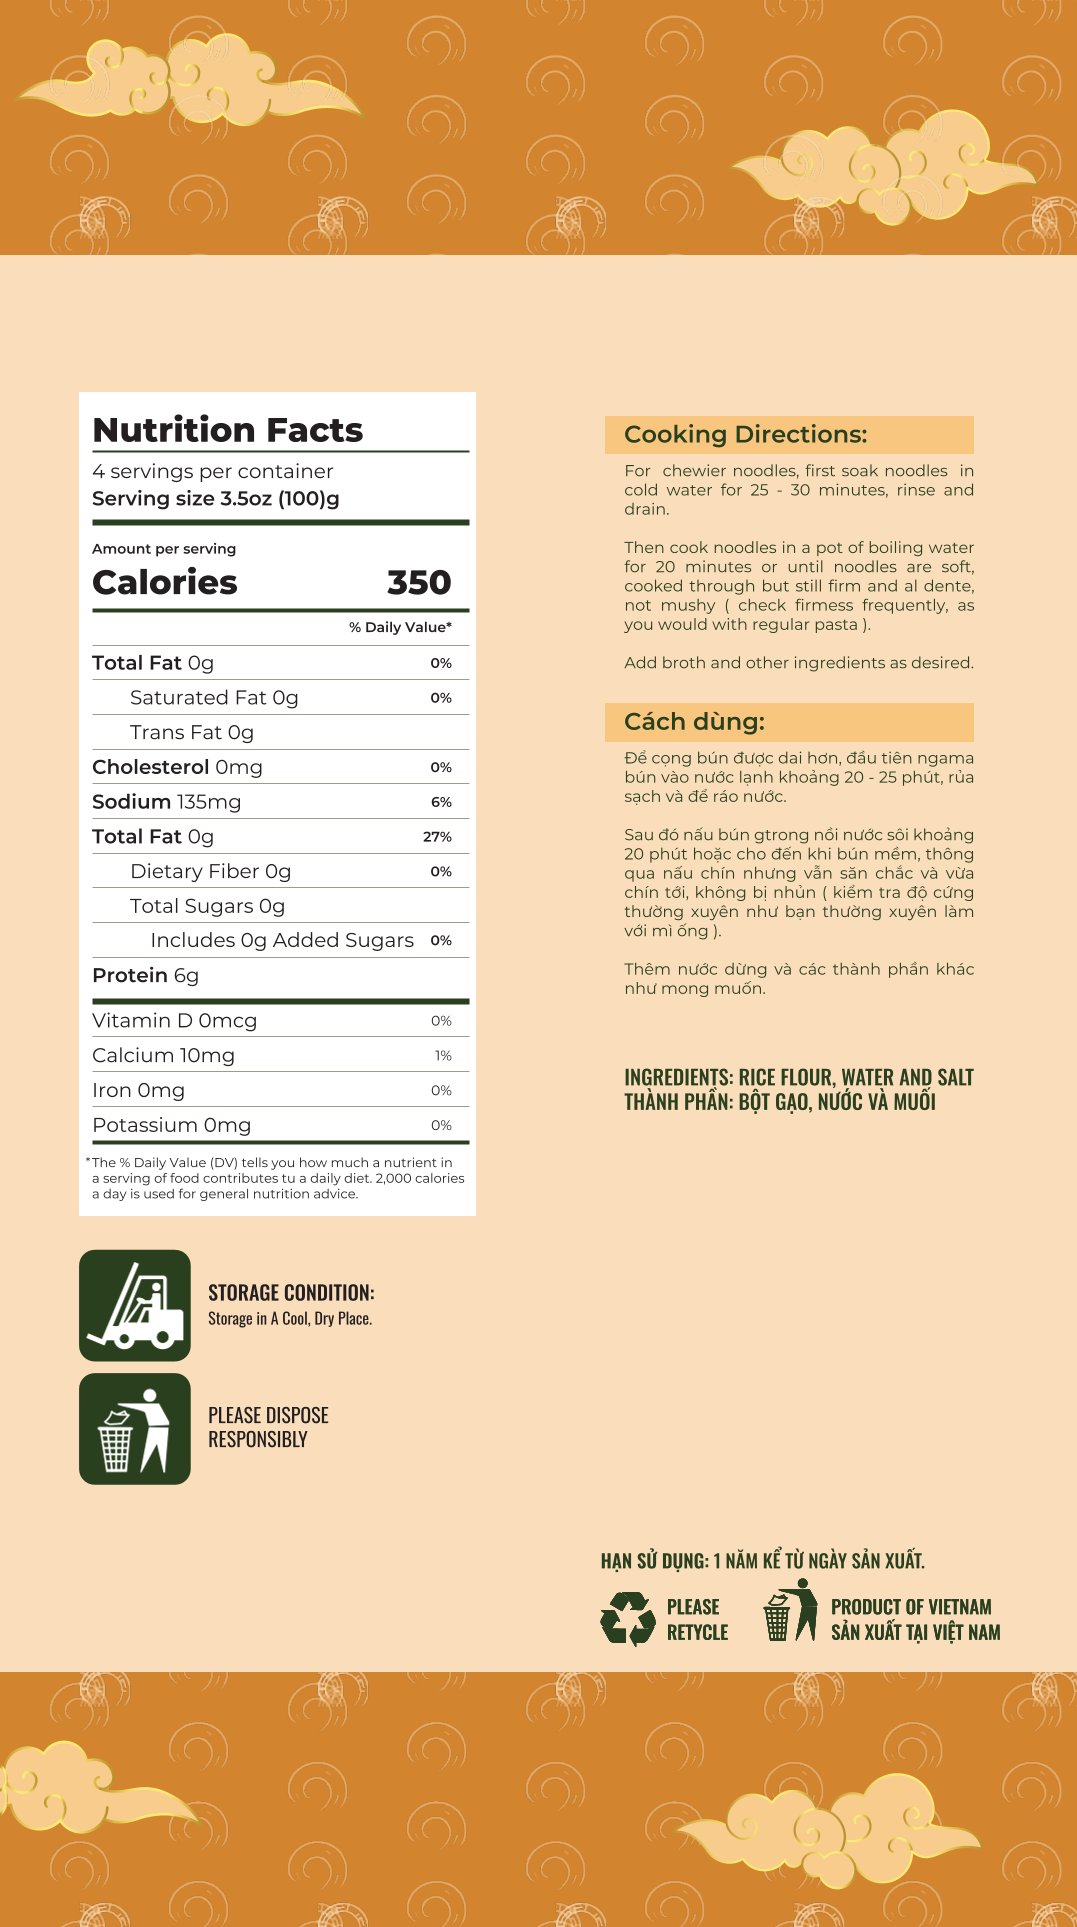 Nutrition Facts
4 servings per container
Serving size 3.5oz (100)g
Amount per serving
Calories 350
% Daily Value*
Total Fat 0g 0%
Saturated Fat 0g 0%
Trans Fat 0g
Cholesterol 0mg 0%
Sodium 135mg 6%
Total Fat 0g 27%
Dietary Fiber 0g 0%
Total Sugars 0g
Includes 0g Added Sugars 0%
Protein 6g
Vitamin D 0mcg 0%
Calcium 10mg 1%
Iron 0mg 0%
Potassium 0mg 0%
*The % Daily Value (DV) tells you how much a nutrient in
a serving of food contributes tu a daily diet. 2,000 calories
a day is used for general nutrition advice.
STORAGE CONDITION:
Storage in A Cool, Dry Place.
PLEASE DISPOSE
RESPONSIBLY
Cooking Directions:
For chewier noodles, first soak noodles in
cold water for 25 - 30 minutes, rinse and
drain.
Then cook noodles in a pot of boiling water
for 20 minutes or until noodles are soft,
cooked through but still firm and al dente,
not mushy ( check firmess frequently, as
you would with regular pasta ).
Add broth and other ingredients as desired.
Cách dùng:
Để cọng bún được dai hơn, đầu tiên ngama
bún vào nước lạnh khoảng 20 - 25 phút, rủa
sạch và để ráo nước.
Sau đó nấu bún gtrong nồi nước sôi khoảng
20 phút hoặc cho đến khi bún mềm, thông
qua nấu chín nhưng vẫn săn chắc và vừa
chín tới, không bị nhủn ( kiểm tra độ cứng
thường xuyên như bạn thường xuyên làm
với mì ống ).
Thêm nước dừng và các thành phần khác
như mong muốn.
INGREDIENTS: RICE FLOUR, WATER AND SALT
THÀNH PHẦN: BỘT GẠO, NƯỚC VÀ MUỐI
HẠN SỬ DỤNG: 1 NĂM KỂ TỪ NGÀY SẢN XUẤT.
PLEASE
RETYCLE
PRODUCT OF VIETNAM
SẢN XUẤT TẠI VIỆT NAM